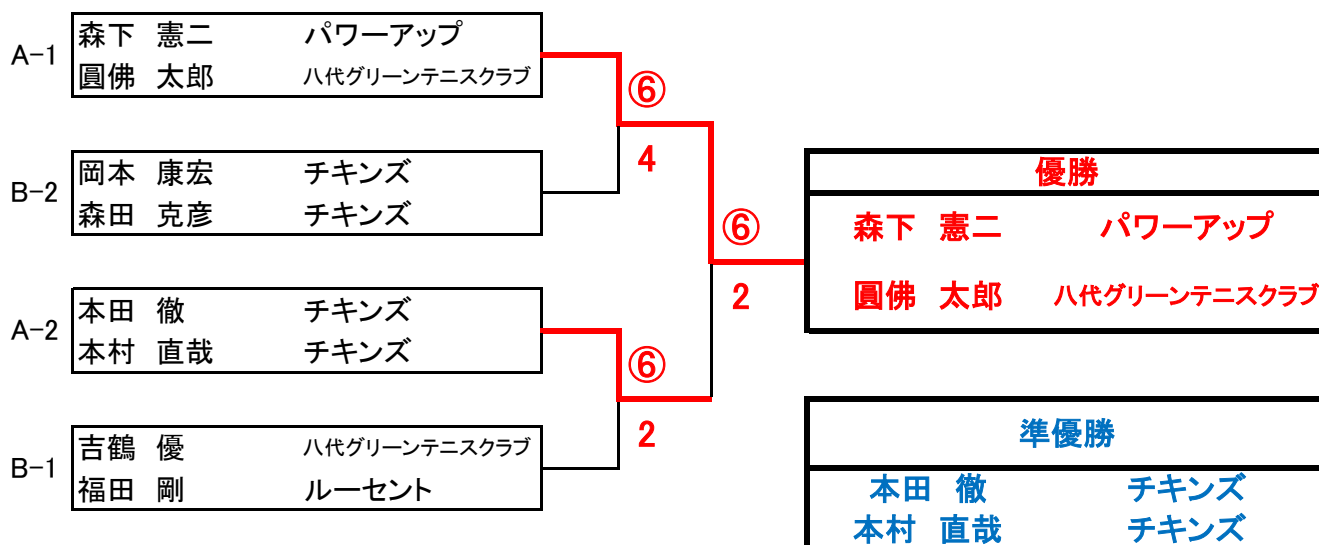 A-1
森下 憲二 パワーアップ
圓佛 太郎 八代グリーンテニスクラブ
⑥
4
B-2
岡本 康宏 チキンズ
森田 克彦 チキンズ
⑥
2
A-2
本田 徹 チキンズ
本村 直哉 チキンズ
⑥
2
B-1
吉鶴 優 八代グリーンテニスクラブ
福田 剛 ルーセント
優勝
森下 憲二 パワーアップ
圓佛 太郎 八代グリーンテニスクラブ
準優勝
本田 徹 チキンズ
本村 直哉 チキンズ